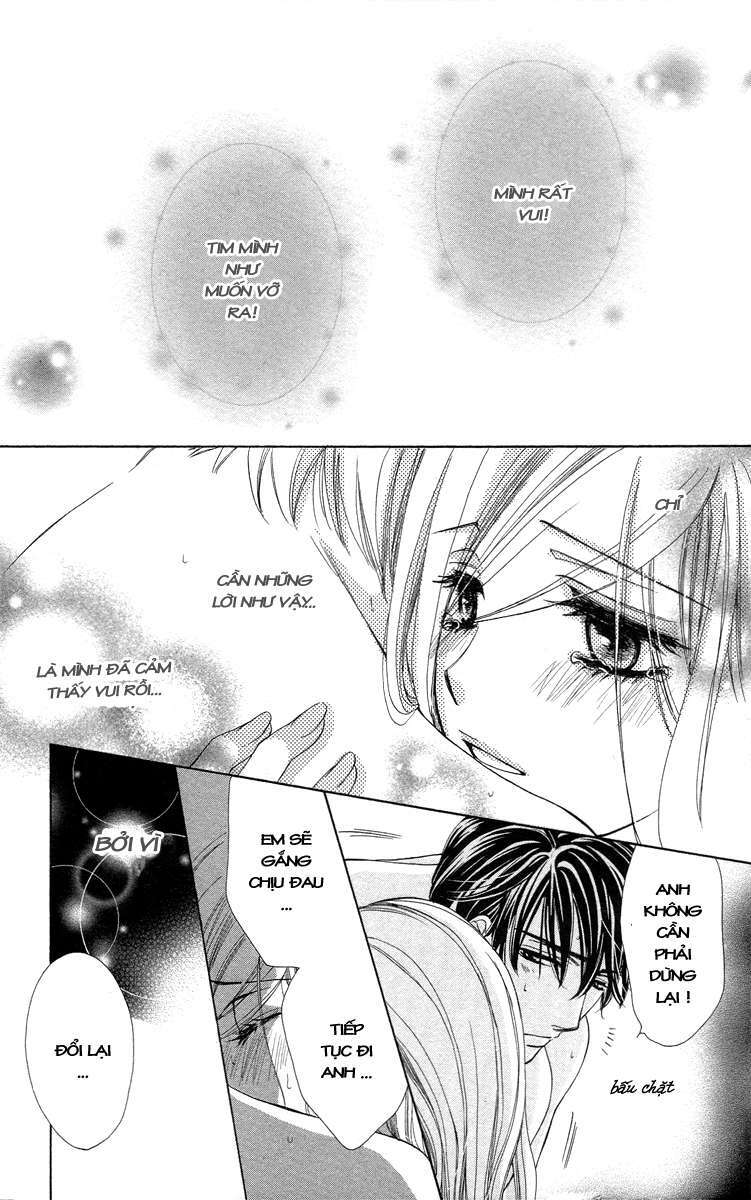 MÌNH RẤT
VUI!
TIM MÌNH
NHƯ
MUỐN VỠ
RA!
CHỈ
CẦN NHỮNG
LỜI NHƯ VẬY...
LÀ MÌNH ĐÃ CẢM
THẤY VUI RỒI...
ANH
KHÔNG
CẦN
PHẢI
DỪNG
LẠI !
bấu chặt
EM SẼ
GẮNG
CHỊU ĐAU
...
TIẾP
TỤC ĐI
ANH ...
BỞI VÌ
ĐỔI LẠI
...